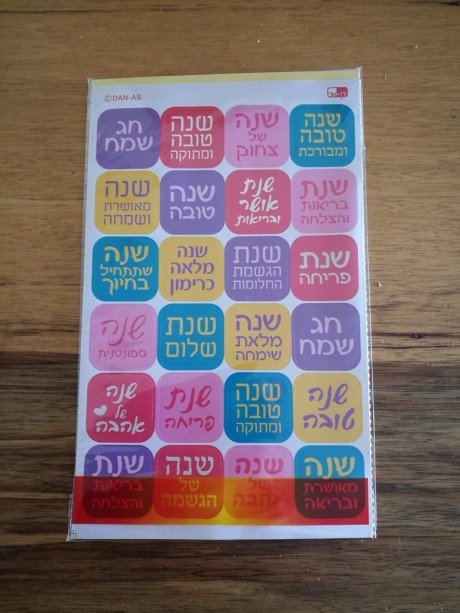 ©DAN-AS
שנה
טובה
ומבורכת
שנה
של
צחוק
שנה
טובה
ומתוקה
חג
שמח
שנת
בריאות
והצלחה
שנת
אושר
ובריאות
שנה
טובה
שנה
מאושרת
ושמחה
שנת
פריחה
שנת
הגשמת
החלומות
שנה
מלאה
כרימון
שנה
שתתחיל
בחיוך
חג
שמח
שנה
מלאת
שימחה
שנת
שלום
שנה
ספונטנית
שנה
טובה
שנה
טובה
ומתוקה
שנת
פריחה
שנה
של
אהבה
שנה
מאושרת
ובריאה
שנה
של
אהבה
שנה
של
הגשמה
שנת
בריאות
והצלחה